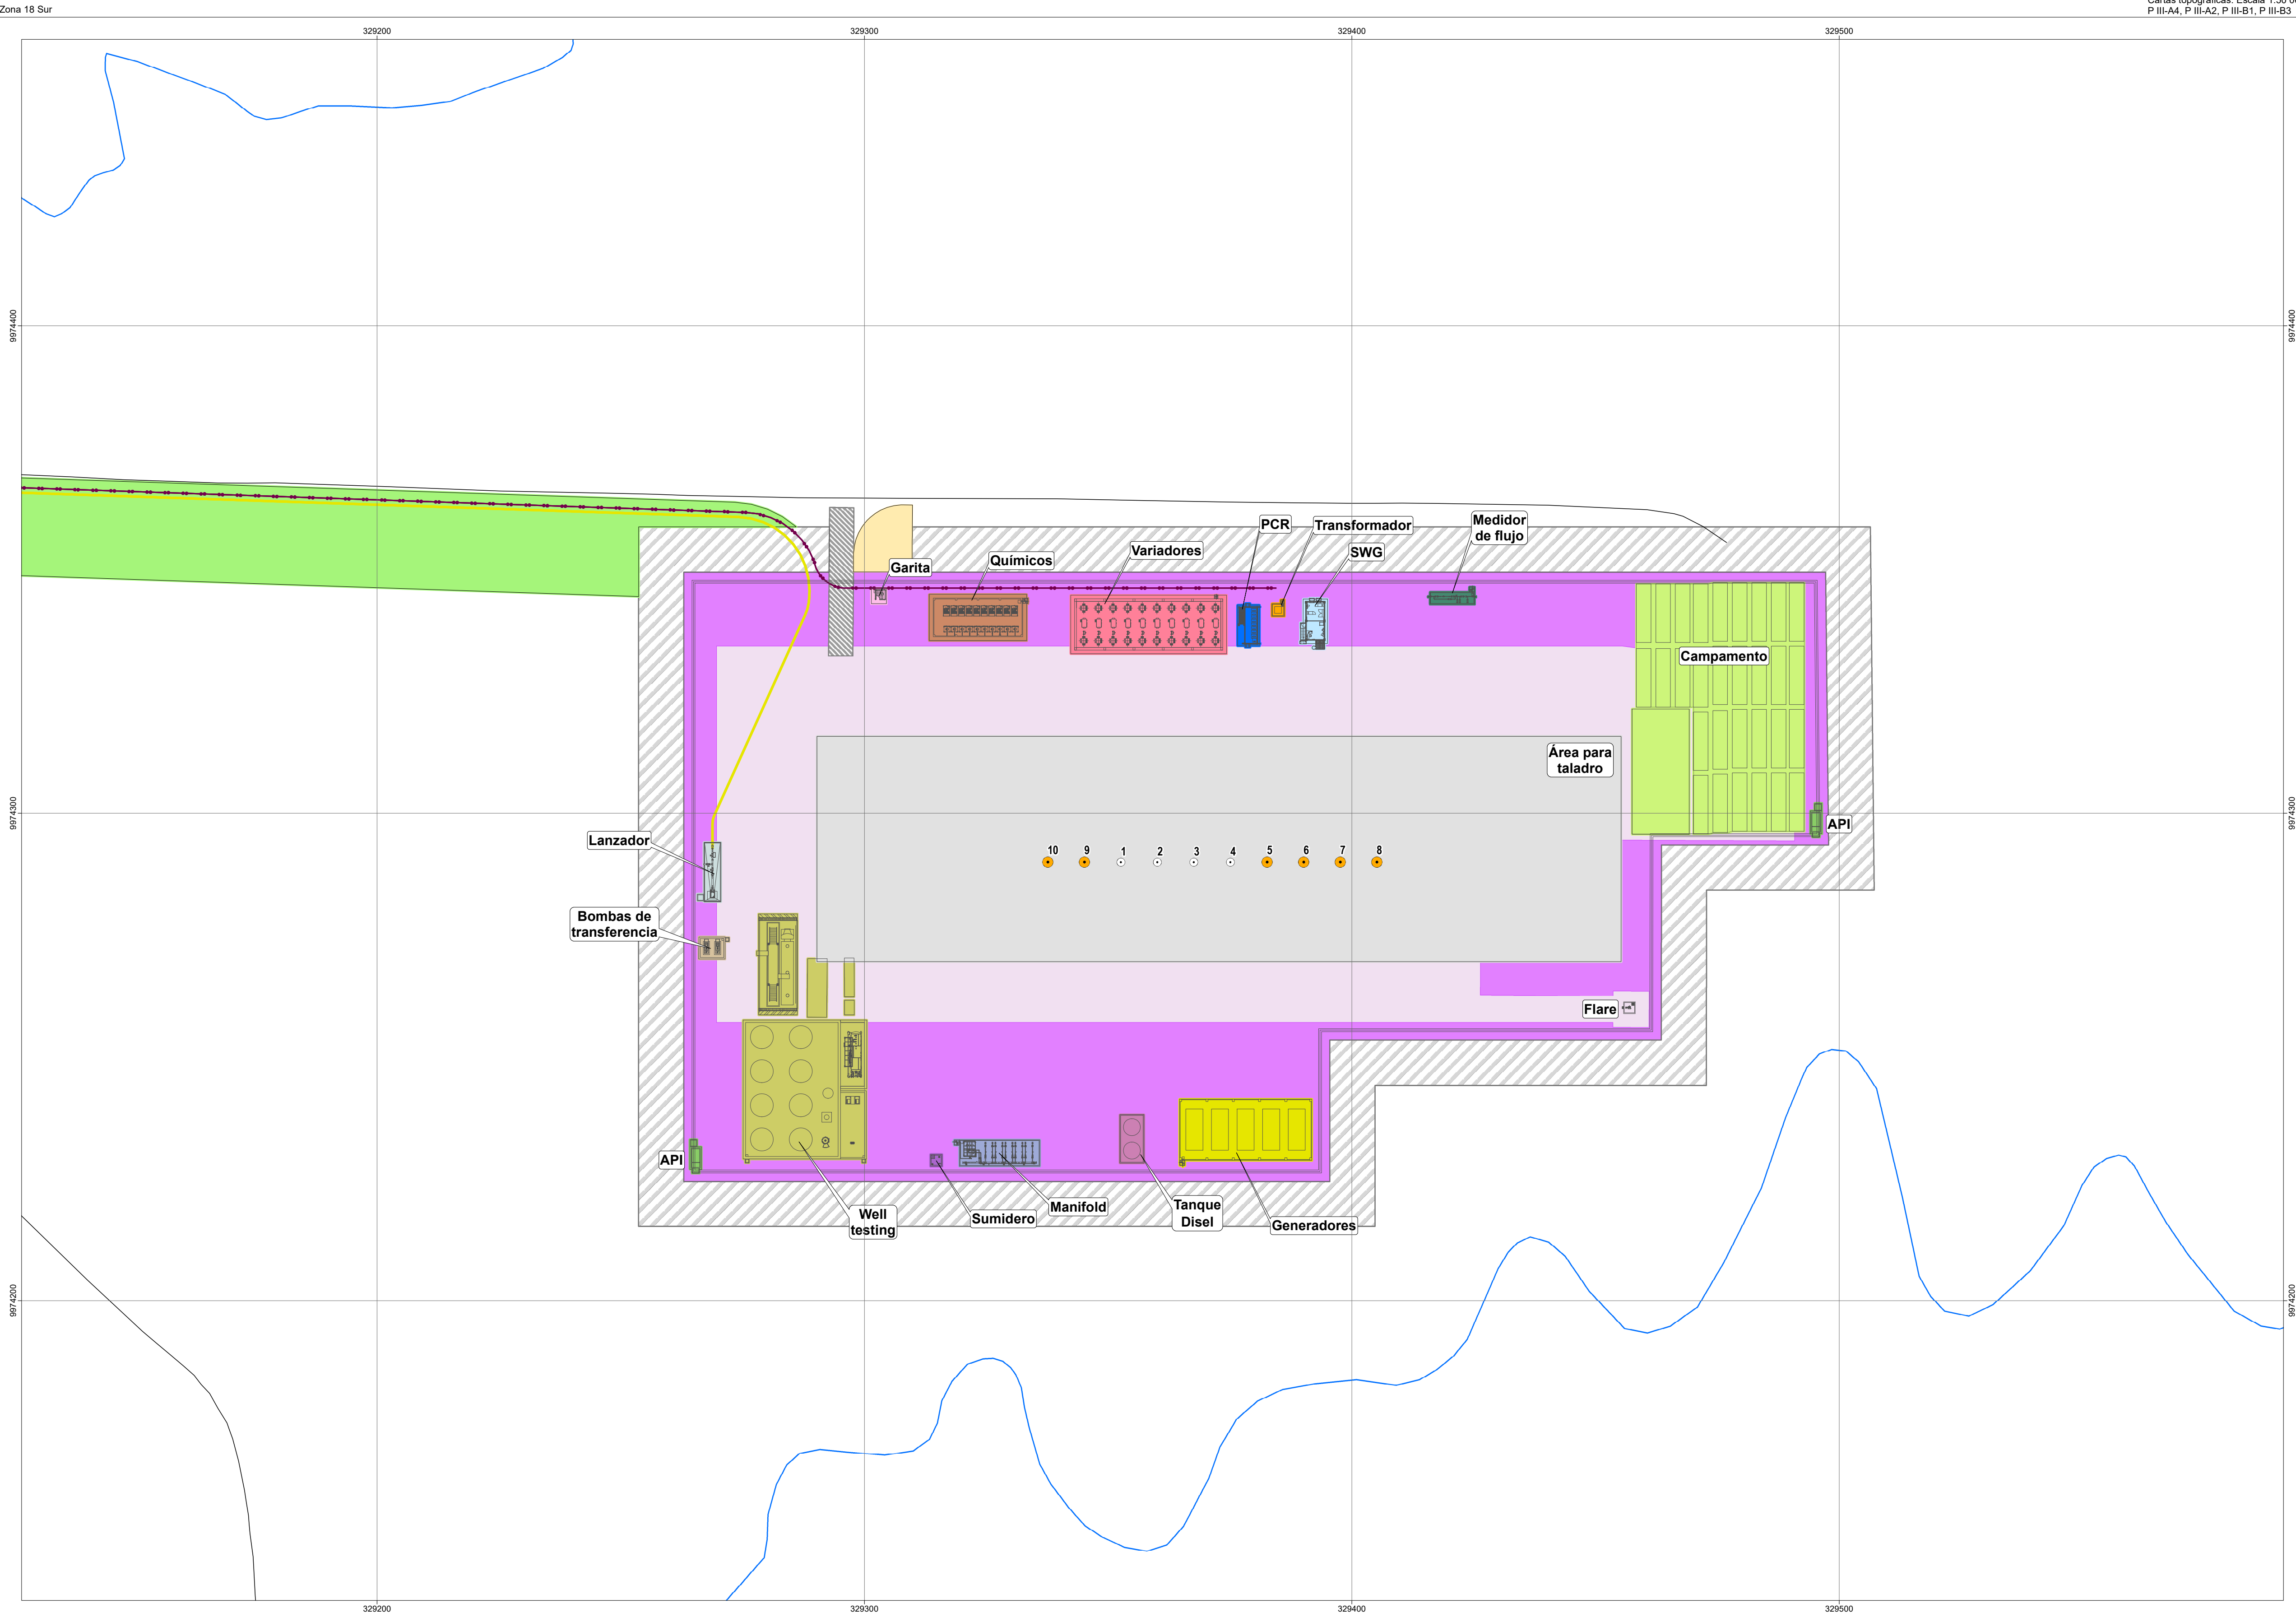 Zona 18 Sur
P III-A4, P III-A2, P III-B1, P III-B3
329200
329300
329400
329500
9974400
9974400
PCR
Transformador
Medidor
de flujo
Variadores
SWG
Químicos
Garita
Campamento
Área para
taladro
9974300
9974300
API
Lanzador
10
9
1
2
3
4
5
6
7
8
Bombas de
transferencia
Flare
API
Well
testing
Sumidero
Manifold
Tanque
Disel
Generadores
9974200
9974200
329200
329300
329400
329500